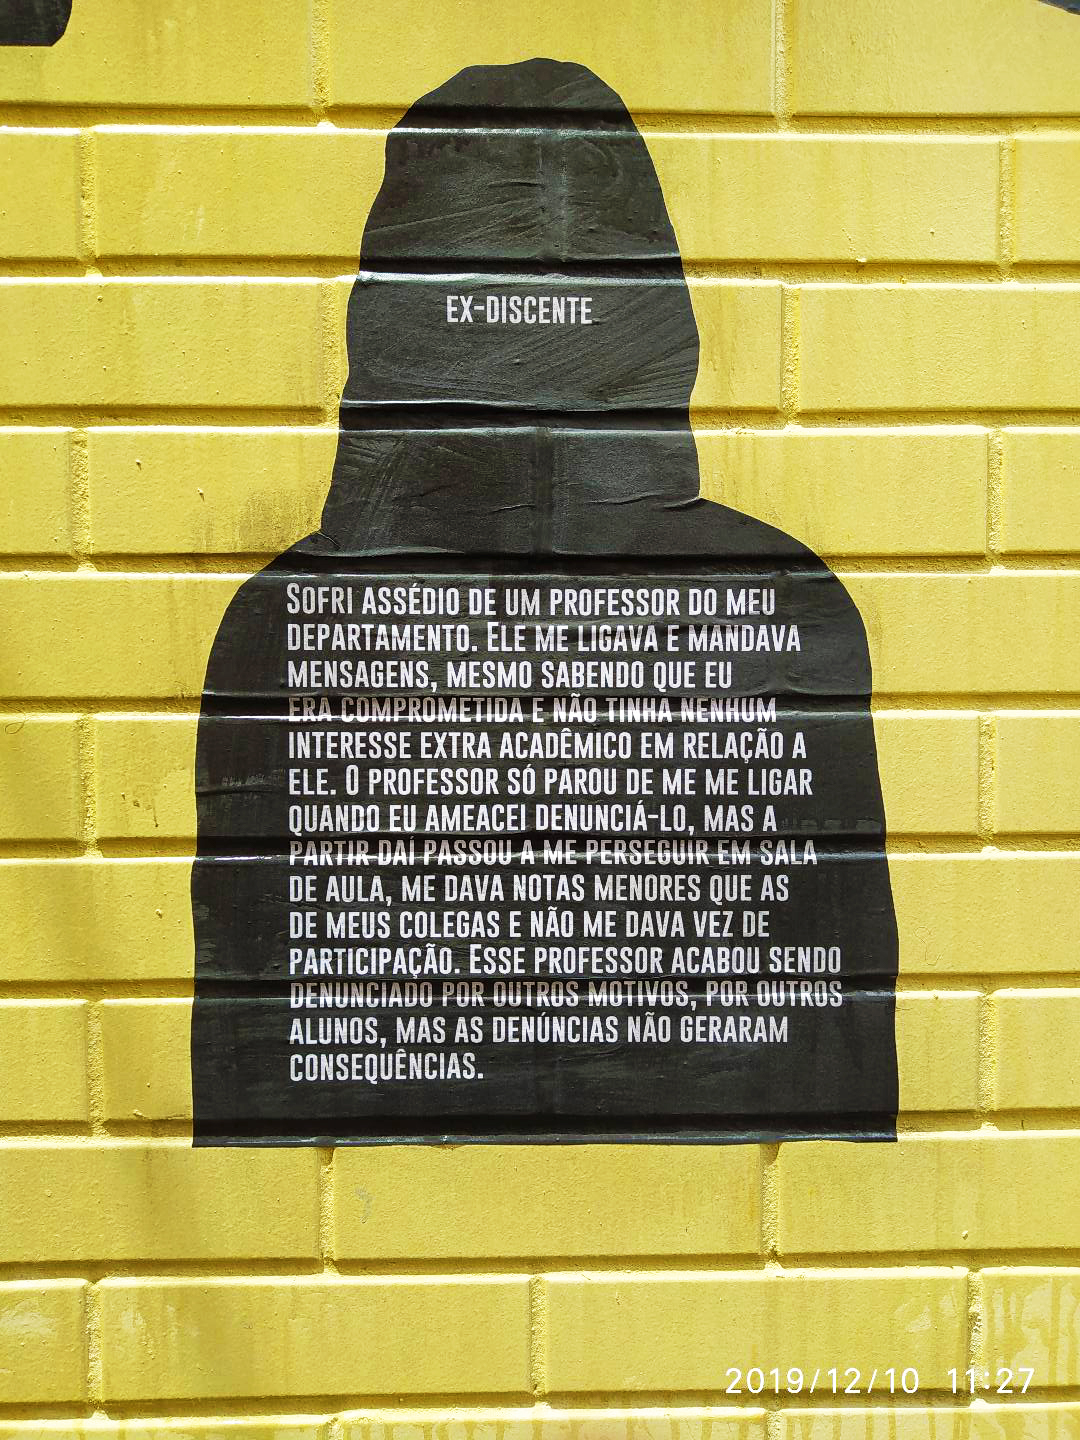 EX-DISCENTE
SOFRI ASSÉDIO DE UM PROFESSOR DO MEU
DEPARTAMENTO. ELE ME LIGAVA E MANDAVA
MENSAGENS, MESMO SABENDO QUE EU
ERA COMPROMETIDA E NÃO TINHA NENHUM
INTERESSE EXTRA ACADÊMICO EM RELAÇÃO A
ELE. O PROFESSOR SÓ PAROU DE ME ME LIGAR
QUANDO EU AMEACEI DENUNCIÁ-LO, MAS A
PARTIR DAÍ PASSOU A ME PERSEGUIR EM SALA
DE AULA, ME DAVA NOTAS MENORES QUE AS
DE MEUS COLEGAS E NÃO ME DAVA VEZ DE
PARTICIPAÇÃO. ESSE PROFESSOR ACABOU SENDO
DENUNCIADO POR OUTROS MOTIVOS, POR OUTROS
ALUNOS, MAS AS DENÚNCIAS NÃO GERARAM
CONSEQUÊNCIAS.
2019/12/10 11:27